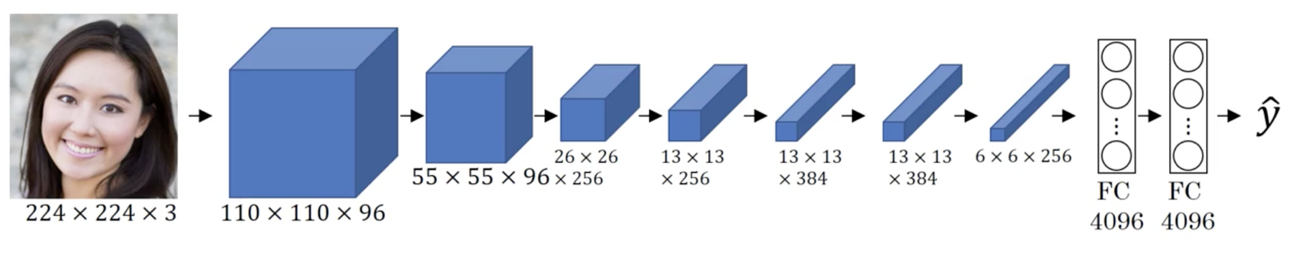 224 × 224 × 3
110 × 110 × 96
55 × 55 × 96
26 × 26
× 256
13 × 13
× 256
13 × 13
× 384
13 × 13
× 384
6 × 6 × 256
FC
4096
FC
4096
ŷ